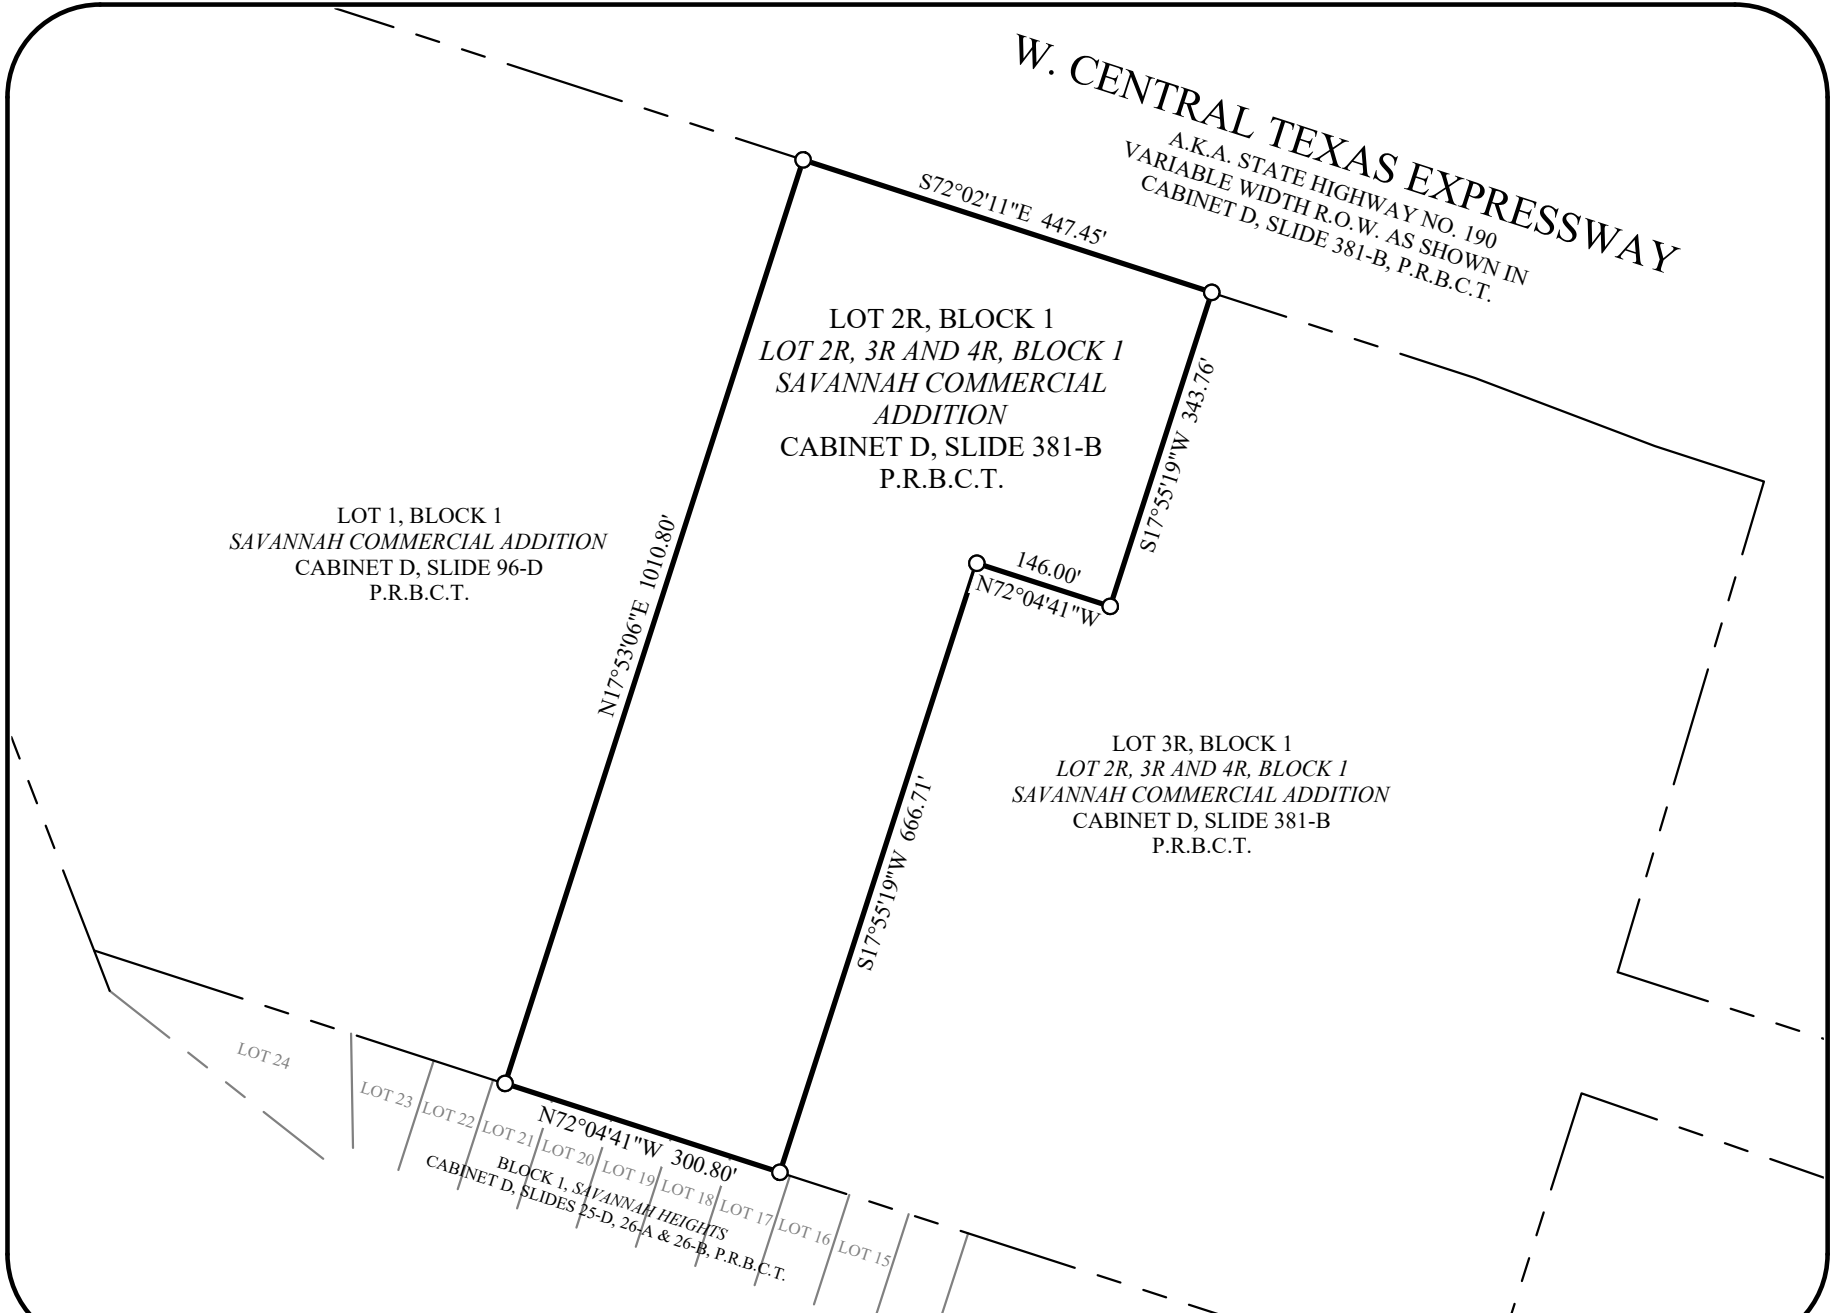 W. CENTRAL TEXAS EXPRESSWAY
A.K.A. STATE HIGHWAY NO. 190
VARIABLE WIDTH R.O.W. AS SHOWN IN
CABINET D, SLIDE 381-B, P.R.B.C.T.
S72°02'11"E 447.45'
LOT 2R, BLOCK 1
LOT 2R, 3R AND 4R, BLOCK 1
SAVANNAH COMMERCIAL
ADDITION
CABINET D, SLIDE 381-B
P.R.B.C.T.
S17°55'19"W 343.76'
LOT 1, BLOCK 1
SAVANNAH COMMERCIAL ADDITION
CABINET D, SLIDE 96-D
P.R.B.C.T.
N17°53'06"E 1010.80'
146.00'
N72°04'41"W
LOT 3R, BLOCK 1
LOT 2R, 3R AND 4R, BLOCK 1
SAVANNAH COMMERCIAL ADDITION
CABINET D, SLIDE 381-B
P.R.B.C.T.
S17°55'19"W 666.71'
N72°04'41"W 300.80'
LOT 24
LOT 23
LOT 22
LOT 21
LOT 20
LOT 19
LOT 18
LOT 17
LOT 16
LOT 15
BLOCK 1, SAVANNAH HEIGHTS
CABINET D, SLIDES 25-D, 26-A & 26-B, P.R.B.C.T.